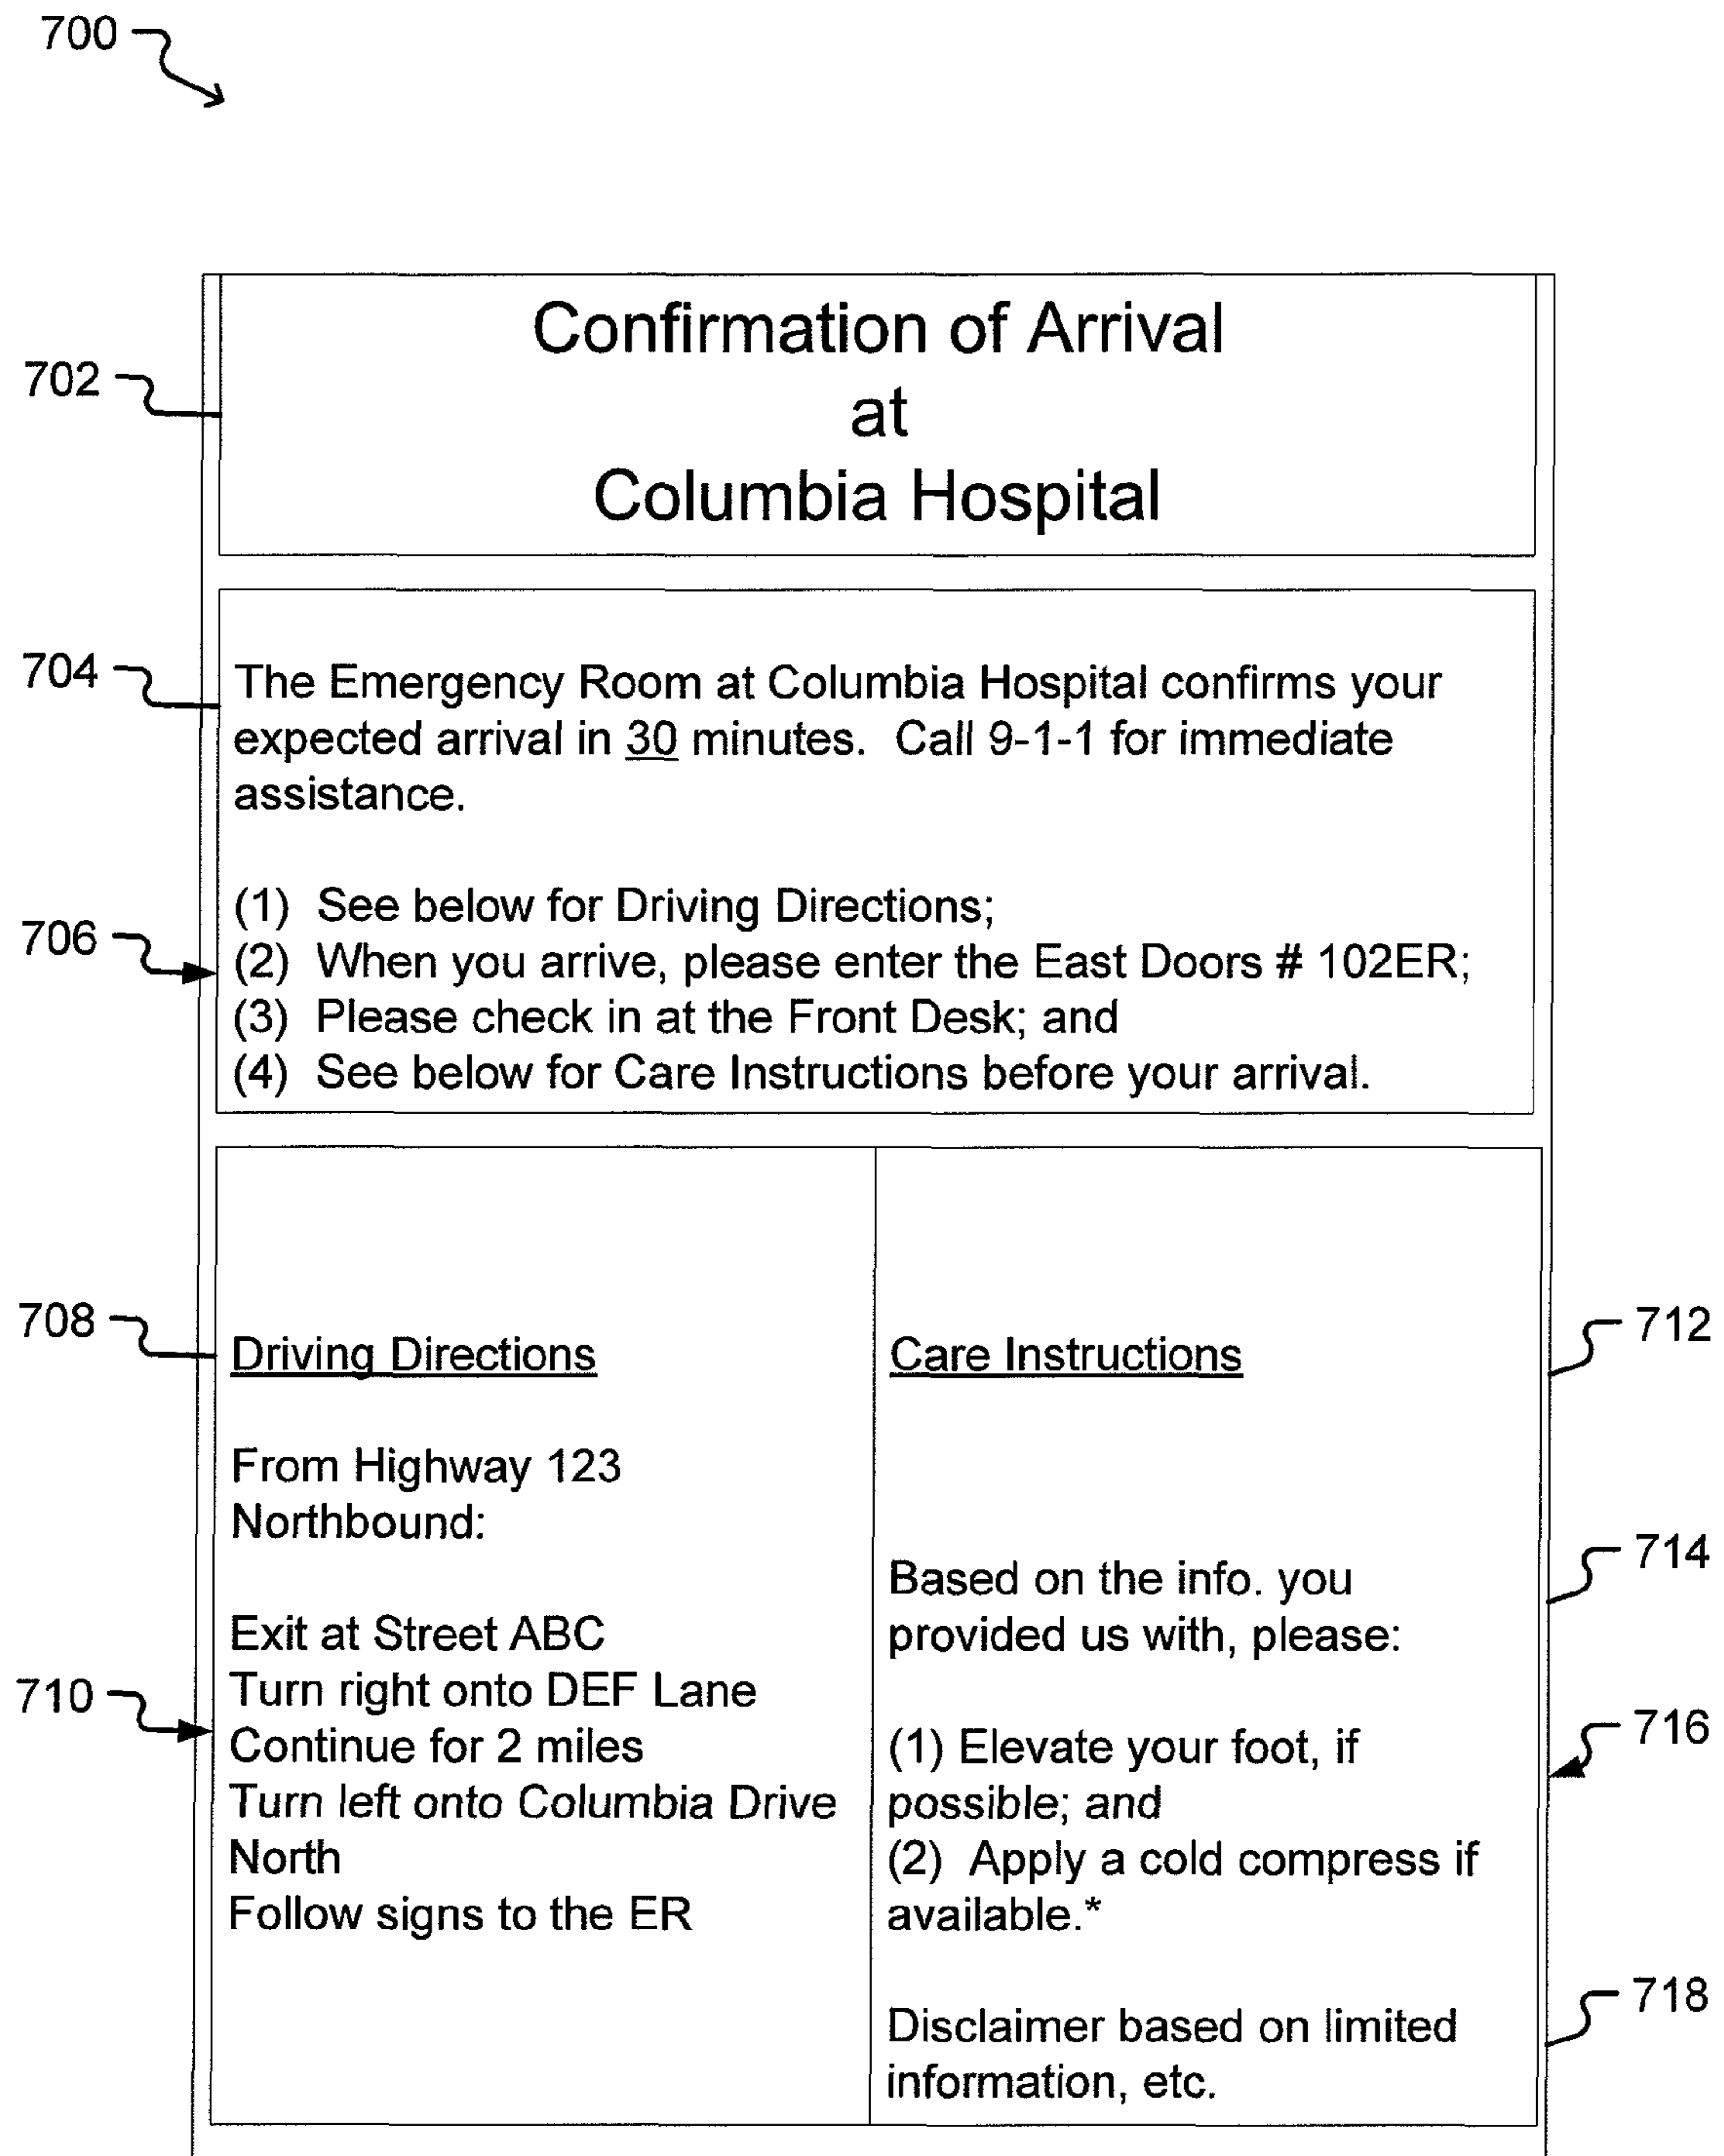 700
702
Confirmation of Arrival
at
Columbia Hospital
704
The Emergency Room at Columbia Hospital confirms your
expected arrival in 30 minutes.  Call 9-1-1 for immediate
assistance.
706
(1)  See below for Driving Directions;
(2)  When you arrive, please enter the East Doors # 102ER;
(3)  Please check in at the Front Desk; and
(4)  See below for Care Instructions before your arrival.
708
Driving Directions
From Highway 123
Northbound:
710
Exit at Street ABC
Turn right onto DEF Lane
Continue for 2 miles
Turn left onto Columbia Drive
North
Follow signs to the ER
712
Care Instructions
714
Based on the info. you
provided us with, please:
716
(1) Elevate your foot, if
possible; and
(2)  Apply a cold compress if
available.*
718
Disclaimer based on limited
information, etc.